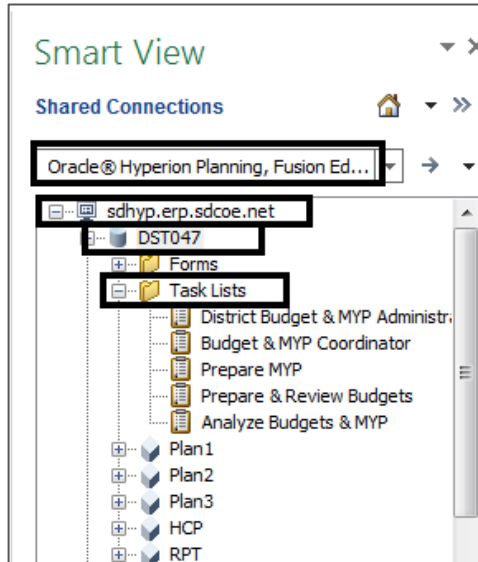 Smart View
Shared Connections
Oracle® Hyperion Planning, Fusion Ed...
sdhyp.erp.sdcoe.net
DST047
Forms
Task Lists
District Budget & MYP Administra
Budget & MYP Coordinator
Prepare MYP
Prepare & Review Budgets
Analyze Budgets & MYP
Plan1
Plan2
Plan3
HCP
RPT